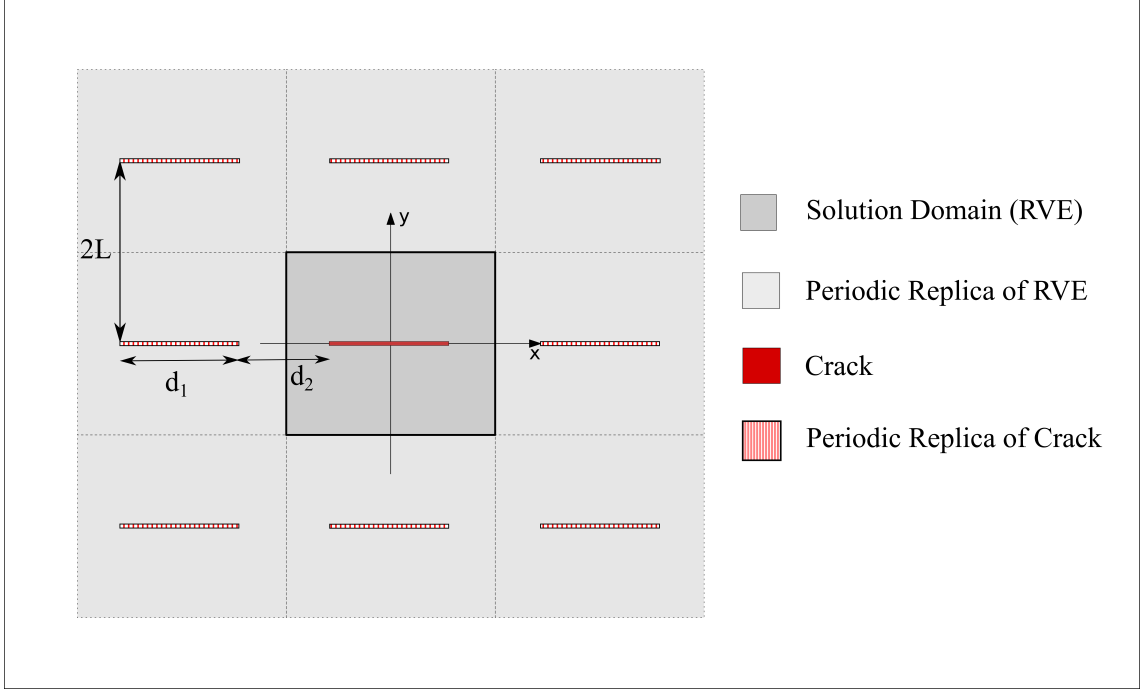 y
2L
x
d₁
d₂
Solution Domain (RVE)
Periodic Replica of RVE
Crack
Periodic Replica of Crack